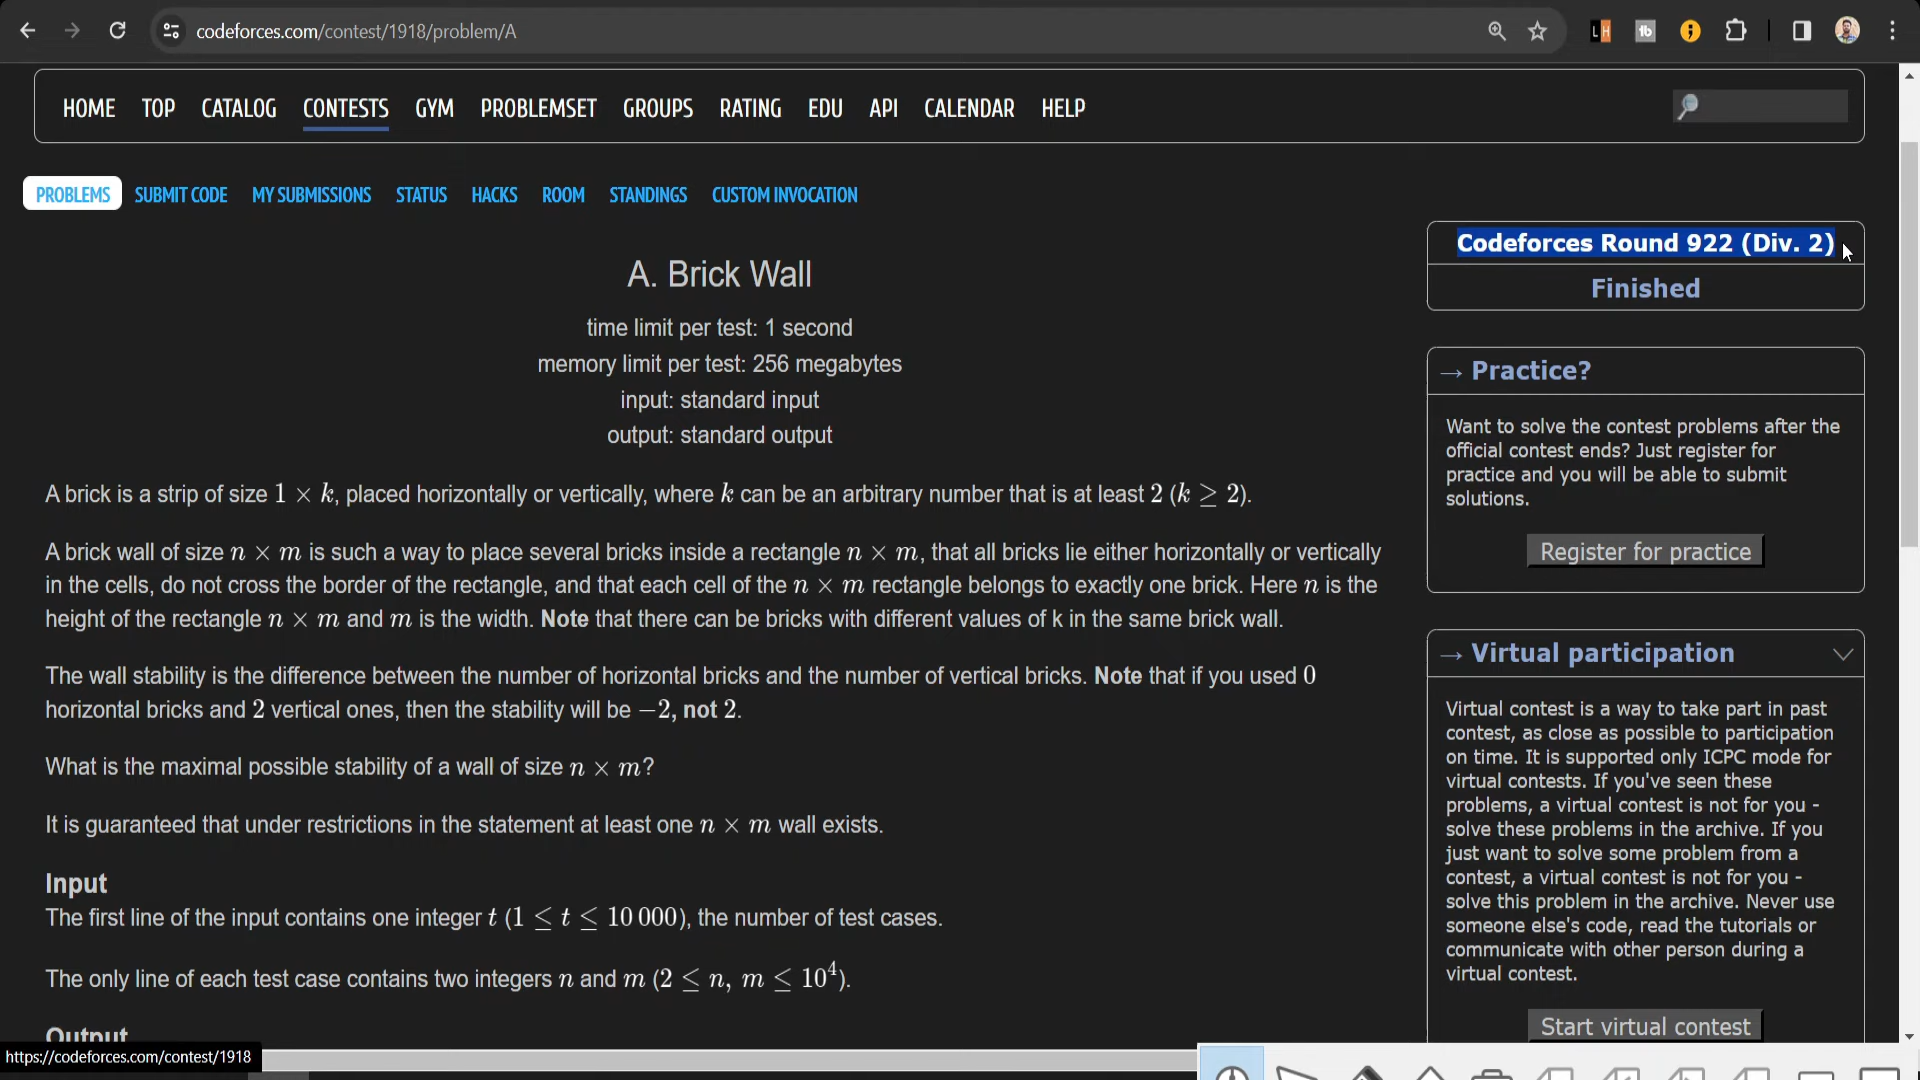 codeforces.com/contest/1918/problem/A
HOME TOP CATALOG CONTESTS GYM PROBLEMSET GROUPS RATING EDU API CALENDAR HELP
PROBLEMS SUBMIT CODE MY SUBMISSIONS STATUS HACKS ROOM STANDINGS CUSTOM INVOCATION
A. Brick Wall
time limit per test: 1 second
memory limit per test: 256 megabytes
input: standard input
output: standard output
A brick is a strip of size 1 × k, placed horizontally or vertically, where k can be an arbitrary number that is at least 2 (k ≥ 2).
A brick wall of size n × m is such a way to place several bricks inside a rectangle n × m, that all bricks lie either horizontally or vertically
in the cells, do not cross the border of the rectangle, and that each cell of the n × m rectangle belongs to exactly one brick. Here n is the
height of the rectangle n × m and m is the width. Note that there can be bricks with different values of k in the same brick wall.
The wall stability is the difference between the number of horizontal bricks and the number of vertical bricks. Note that if you used 0
horizontal bricks and 2 vertical ones, then the stability will be −2, not 2.
What is the maximal possible stability of a wall of size n × m?
It is guaranteed that under restrictions in the statement at least one n × m wall exists.
Input
The first line of the input contains one integer t (1 ≤ t ≤ 10 000), the number of test cases.
The only line of each test case contains two integers n and m (2 ≤ n, m ≤ 10⁴).
Output
https://codeforces.com/contest/1918
Codeforces Round 922 (Div. 2)
Finished
→ Practice?
Want to solve the contest problems after the
official contest ends? Just register for
practice and you will be able to submit
solutions.
Register for practice
→ Virtual participation
Virtual contest is a way to take part in past
contest, as close as possible to participation
on time. It is supported only ICPC mode for
virtual contests. If you've seen these
problems, a virtual contest is not for you -
solve these problems in the archive. If you
just want to solve some problem from a
contest, a virtual contest is not for you -
solve this problem in the archive. Never use
someone else's code, read the tutorials or
communicate with other person during a
virtual contest.
Start virtual contest